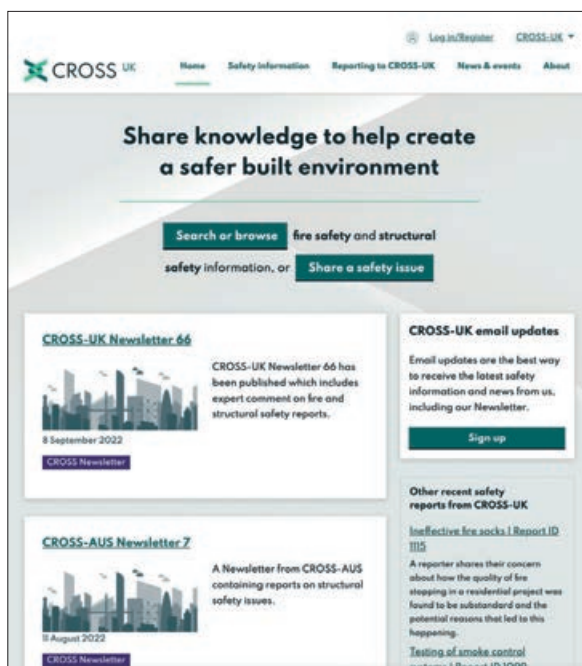 Log in/Register CROSS-UK
CROSS UK
Home Safety information Reporting to CROSS-UK News & events About
Share knowledge to help create
a safer built environment
Search or browse fire safety and structural
safety information, or Share a safety issue
CROSS-UK Newsletter 66
CROSS-UK Newsletter 66 has
been published which includes
expert comment on fire and
structural safety reports.
8 September 2022
CROSS Newsletter
CROSS-AUS Newsletter 7
A Newsletter from CROSS-AUS
containing reports on structural
safety issues.
11 August 2022
CROSS Newsletter
CROSS-UK email updates
Email updates are the best way
to receive the latest safety
information and news from us,
including our Newsletter.
Sign up
Other recent safety
reports from CROSS-UK
Ineffective fire socks | Report ID
1115
A reporter shares their concern
about how the quality of fire
stopping in a residential project was
found to be substandard and the
potential reasons that led to this
happening.
Testing of smoke control